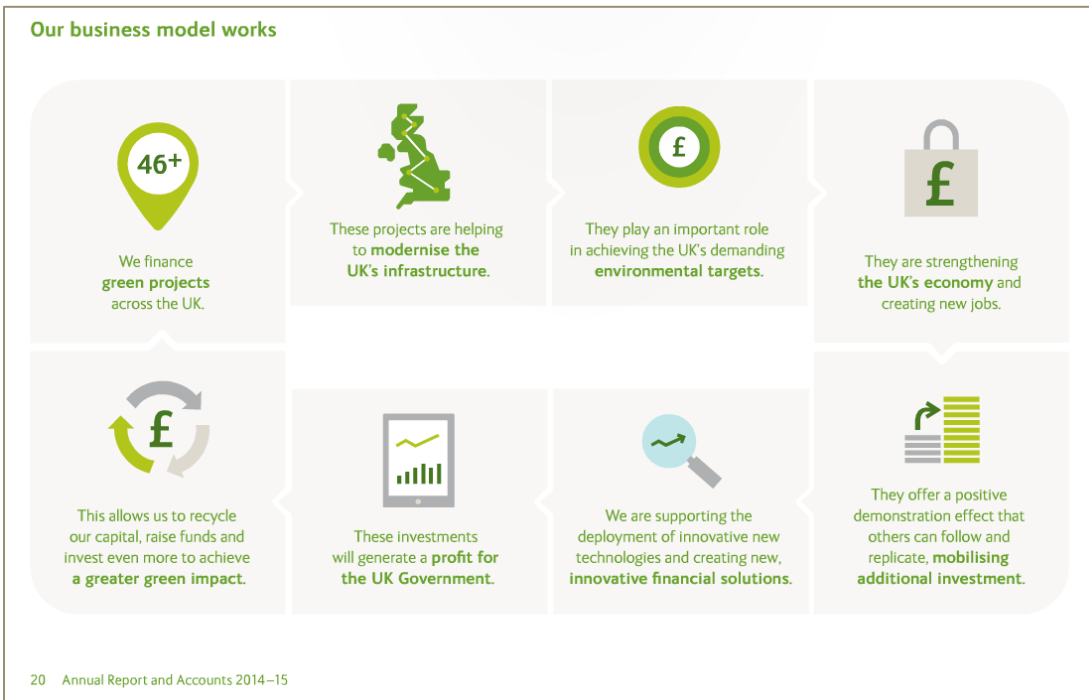 Our business model works
46+
We finance
green projects
across the UK.
These projects are helping
to modernise the
UK's infrastructure.
£
They play an important role
in achieving the UK's demanding
environmental targets.
£
They are strengthening
the UK's economy and
creating new jobs.
They offer a positive
demonstration effect that
others can follow and
replicate, mobilising
additional investment.
We are supporting the
deployment of innovative new
technologies and creating new,
innovative financial solutions.
These investments
will generate a profit for
the UK Government.
£
This allows us to recycle
our capital, raise funds and
invest even more to achieve
a greater green impact.
20 Annual Report and Accounts 2014–15